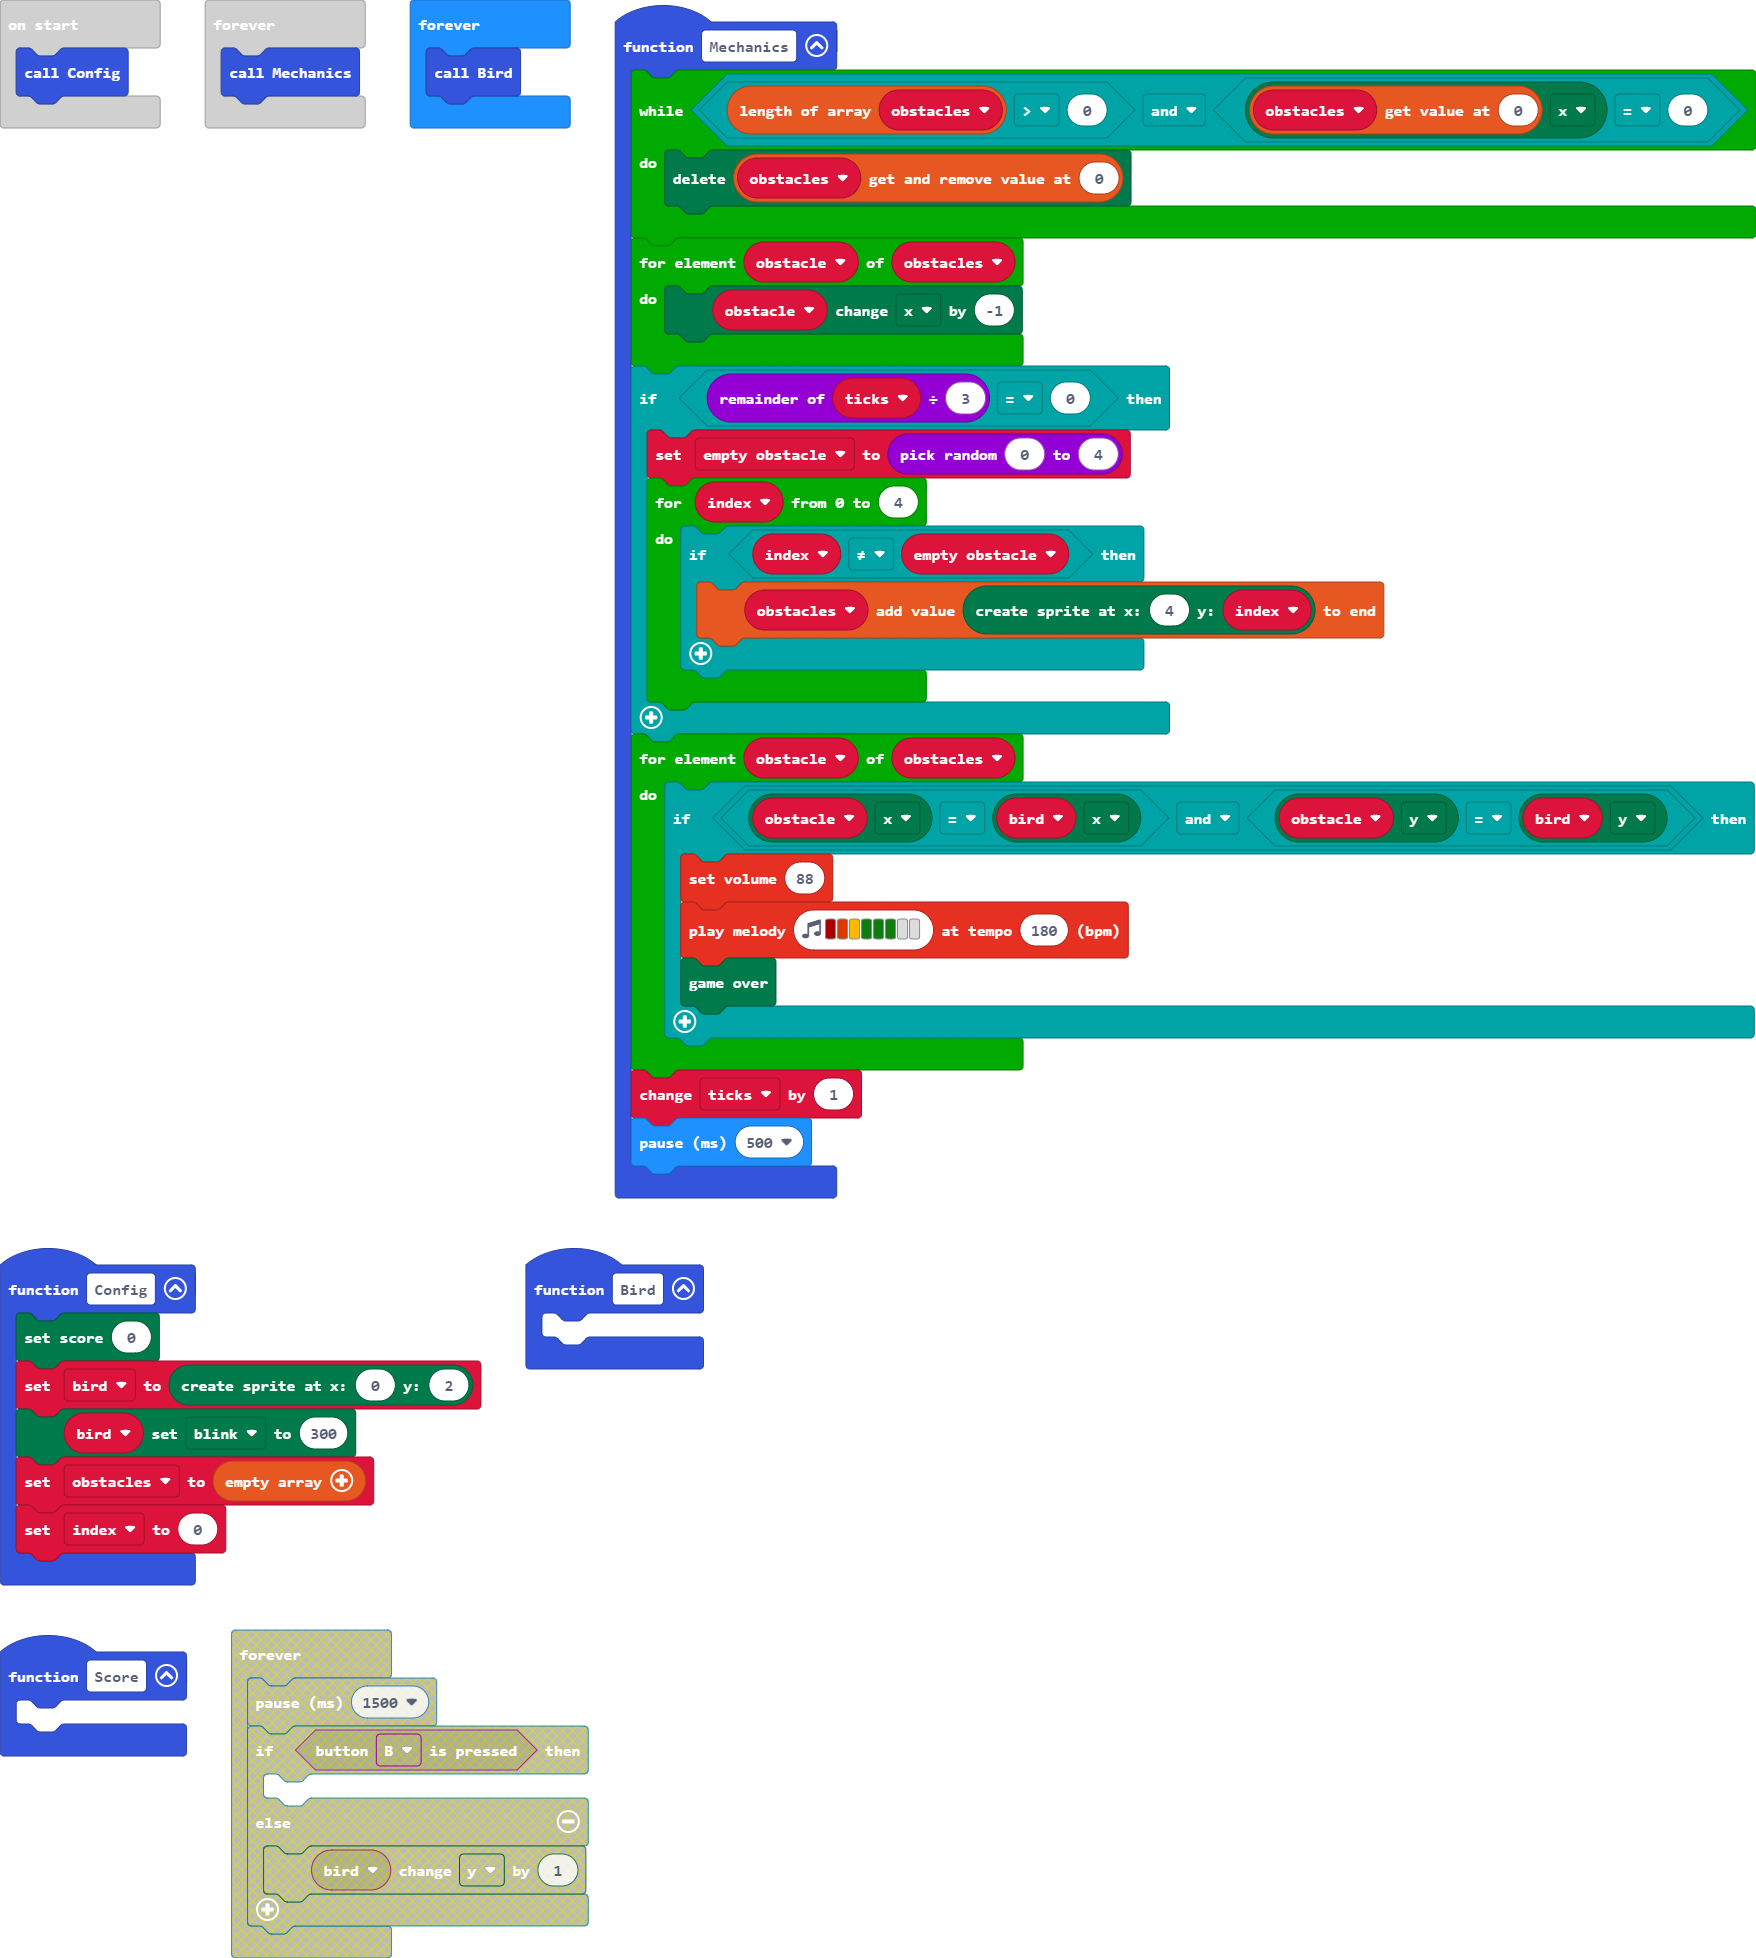 on start
call Config
forever
call Mechanics
forever
call Bird
function Mechanics
while length of array obstacles > 0 and obstacles get value at 0 x = 0
do
delete obstacles get and remove value at 0
for element obstacle of obstacles
do
obstacle change x by -1
if remainder of ticks ÷ 3 = 0 then
set empty obstacle to pick random 0 to 4
for index from 0 to 4
do
if index ≠ empty obstacle then
obstacles add value create sprite at x: 4 y: index to end
for element obstacle of obstacles
do
if obstacle x = bird x and obstacle y = bird y then
set volume 88
play melody at tempo 180 (bpm)
game over
change ticks by 1
pause (ms) 500
function Config
set score 0
set bird to create sprite at x: 0 y: 2
bird set blink to 300
set obstacles to empty array
set index to 0
function Bird
function Score
forever
pause (ms) 1500
if button B is pressed then
else
bird change y by 1